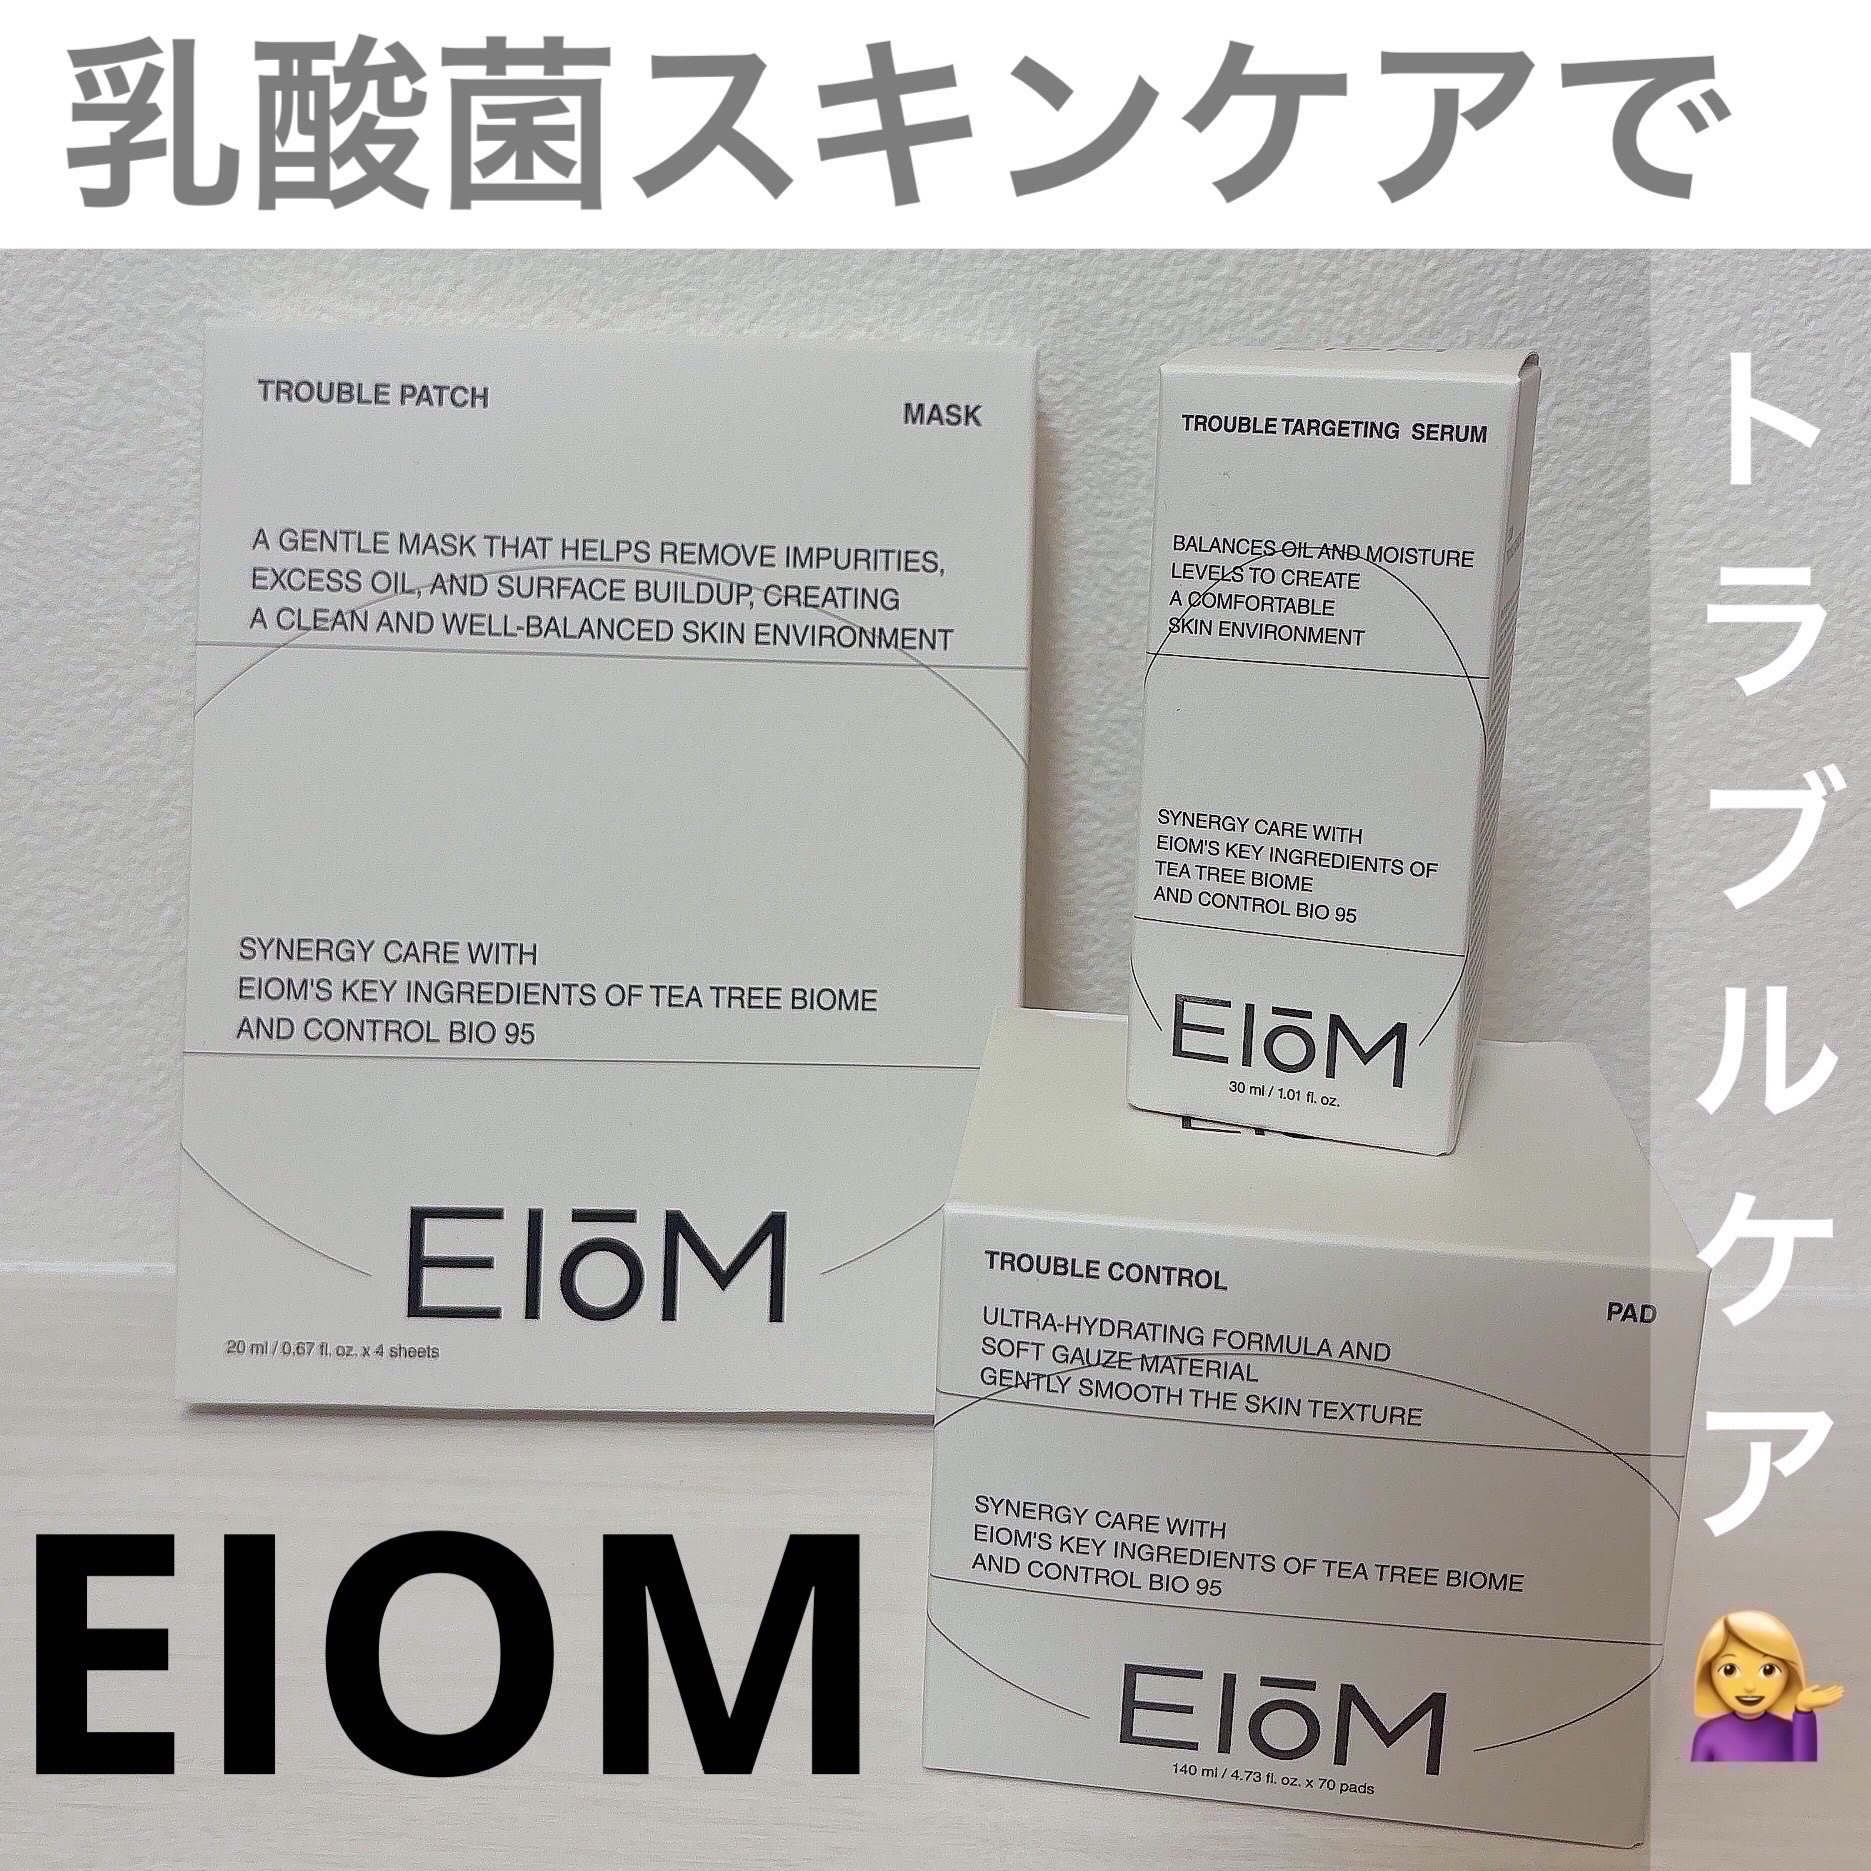 乳酸菌スキンケアで
トラブルケア
TROUBLE PATCH
MASK
A GENTLE MASK THAT HELPS REMOVE IMPURITIES,
EXCESS OIL, AND SURFACE BUILDUP, CREATING
A CLEAN AND WELL-BALANCED SKIN ENVIRONMENT
SYNERGY CARE WITH
EIOM'S KEY INGREDIENTS OF TEA TREE BIOME
AND CONTROL BIO 95
EIōM
20 ml / 0.67 fl. oz. x 4 sheets
TROUBLE TARGETING SERUM
BALANCES OIL AND MOISTURE
LEVELS TO CREATE
A COMFORTABLE
SKIN ENVIRONMENT
SYNERGY CARE WITH
EIOM'S KEY INGREDIENTS OF
TEA TREE BIOME
AND CONTROL BIO 95
EIōM
30 ml / 1.01 fl. oz.
TROUBLE CONTROL
PAD
ULTRA-HYDRATING FORMULA AND
SOFT GAUZE MATERIAL
GENTLY SMOOTH THE SKIN TEXTURE
SYNERGY CARE WITH
EIOM'S KEY INGREDIENTS OF TEA TREE BIOME
AND CONTROL BIO 95
EIōM
140 ml / 4.73 fl. oz. x 70 pads
EIOM